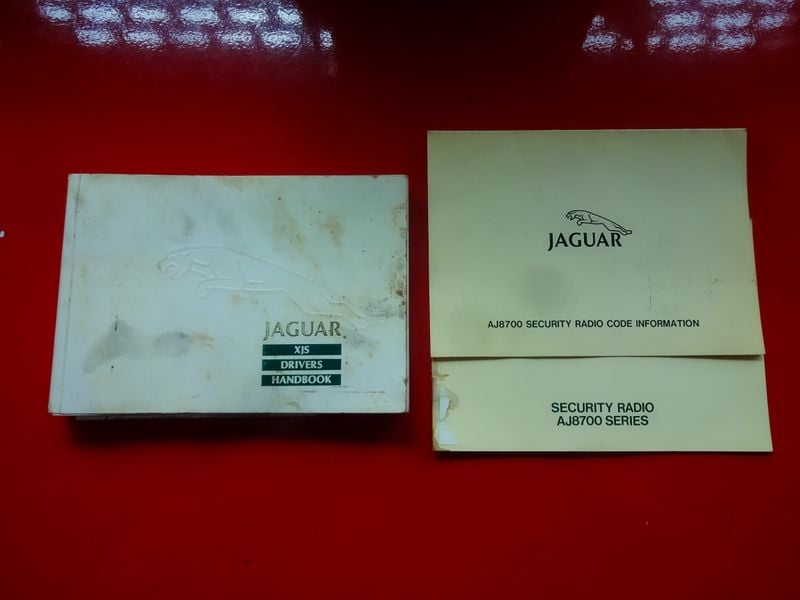 JAGUAR
XJS
DRIVERS
HANDBOOK
JAGUAR
AJ8700 SECURITY RADIO CODE INFORMATION
SECURITY RADIO
AJ8700 SERIES